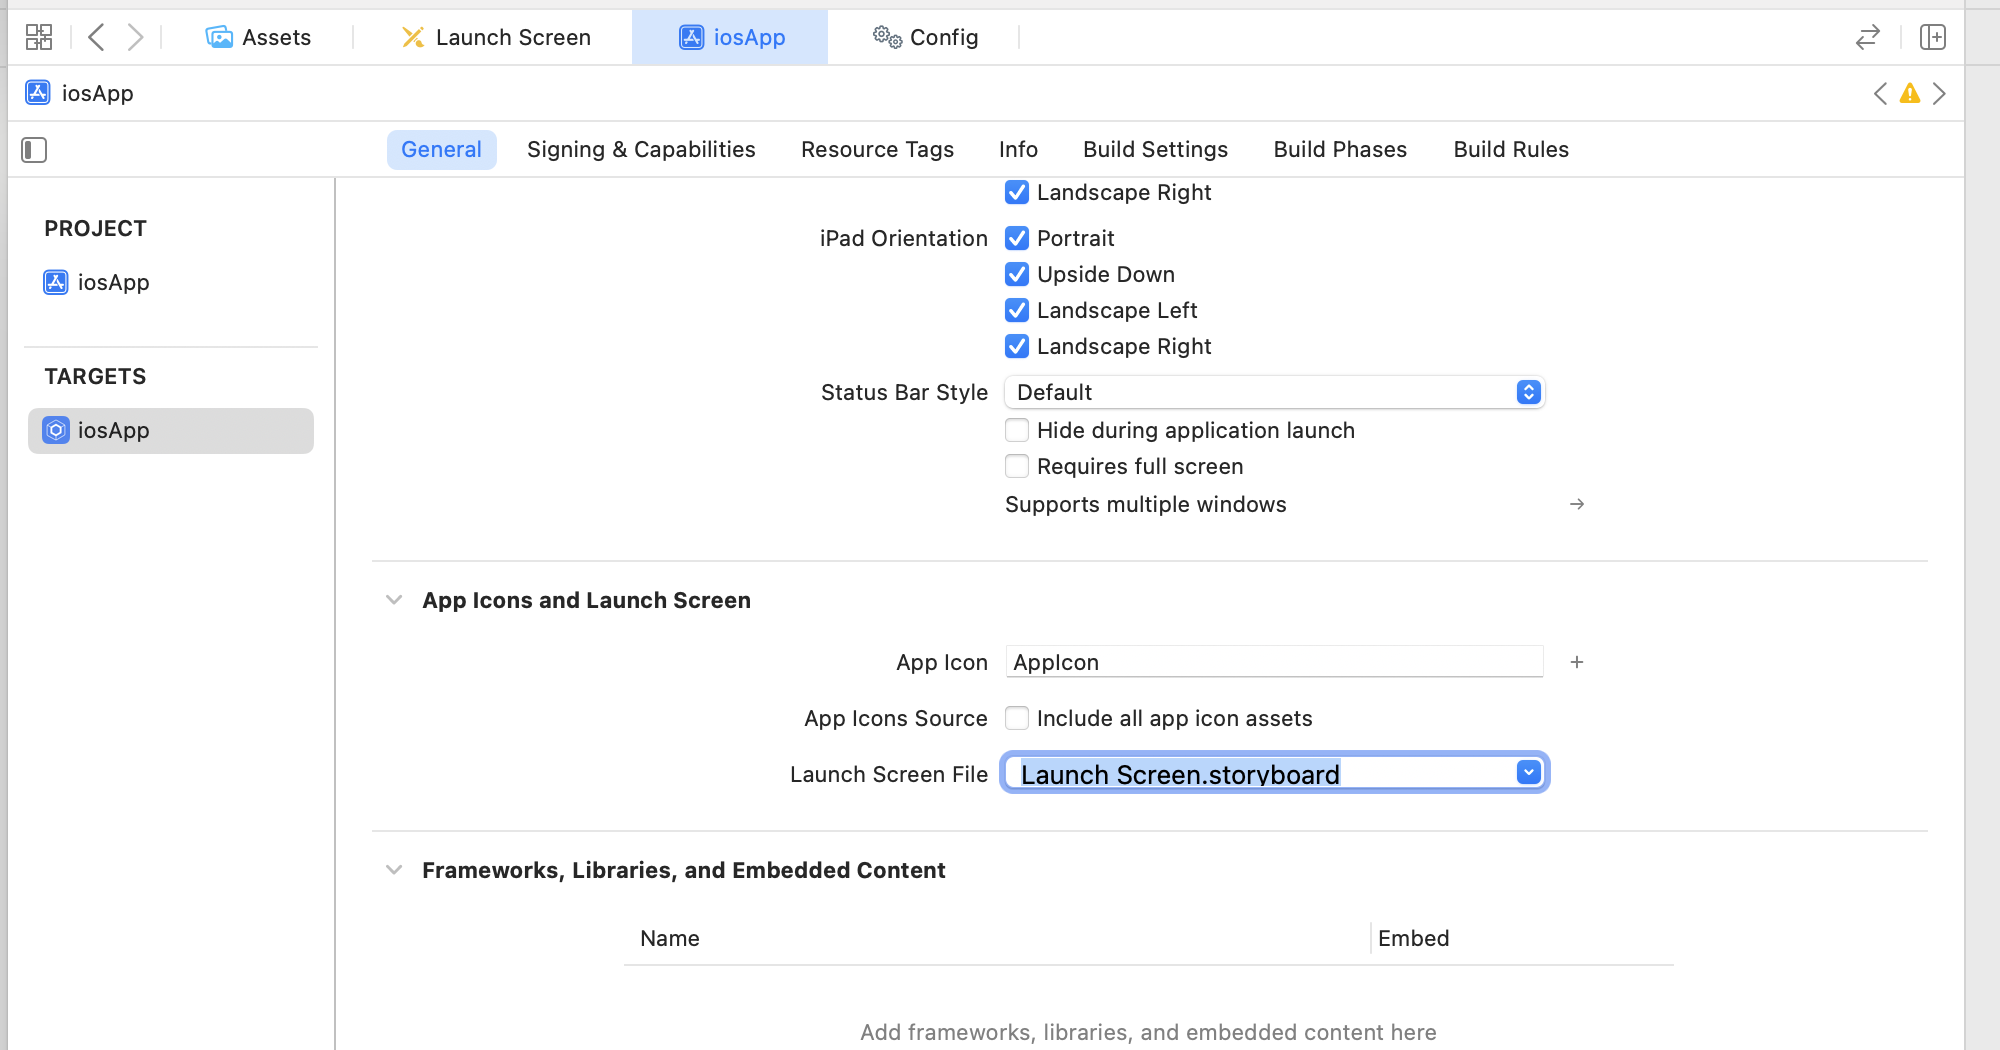 Assets
Launch Screen
iosApp
Config
iosApp
General
Signing & Capabilities
Resource Tags
Info
Build Settings
Build Phases
Build Rules
PROJECT
iosApp
TARGETS
iosApp
Landscape Right
iPad Orientation
Portrait
Upside Down
Landscape Left
Landscape Right
Status Bar Style
Default
Hide during application launch
Requires full screen
Supports multiple windows
App Icons and Launch Screen
App Icon
AppIcon
App Icons Source
Include all app icon assets
Launch Screen File
Launch Screen.storyboard
Frameworks, Libraries, and Embedded Content
Name
Embed
Add frameworks, libraries, and embedded content here